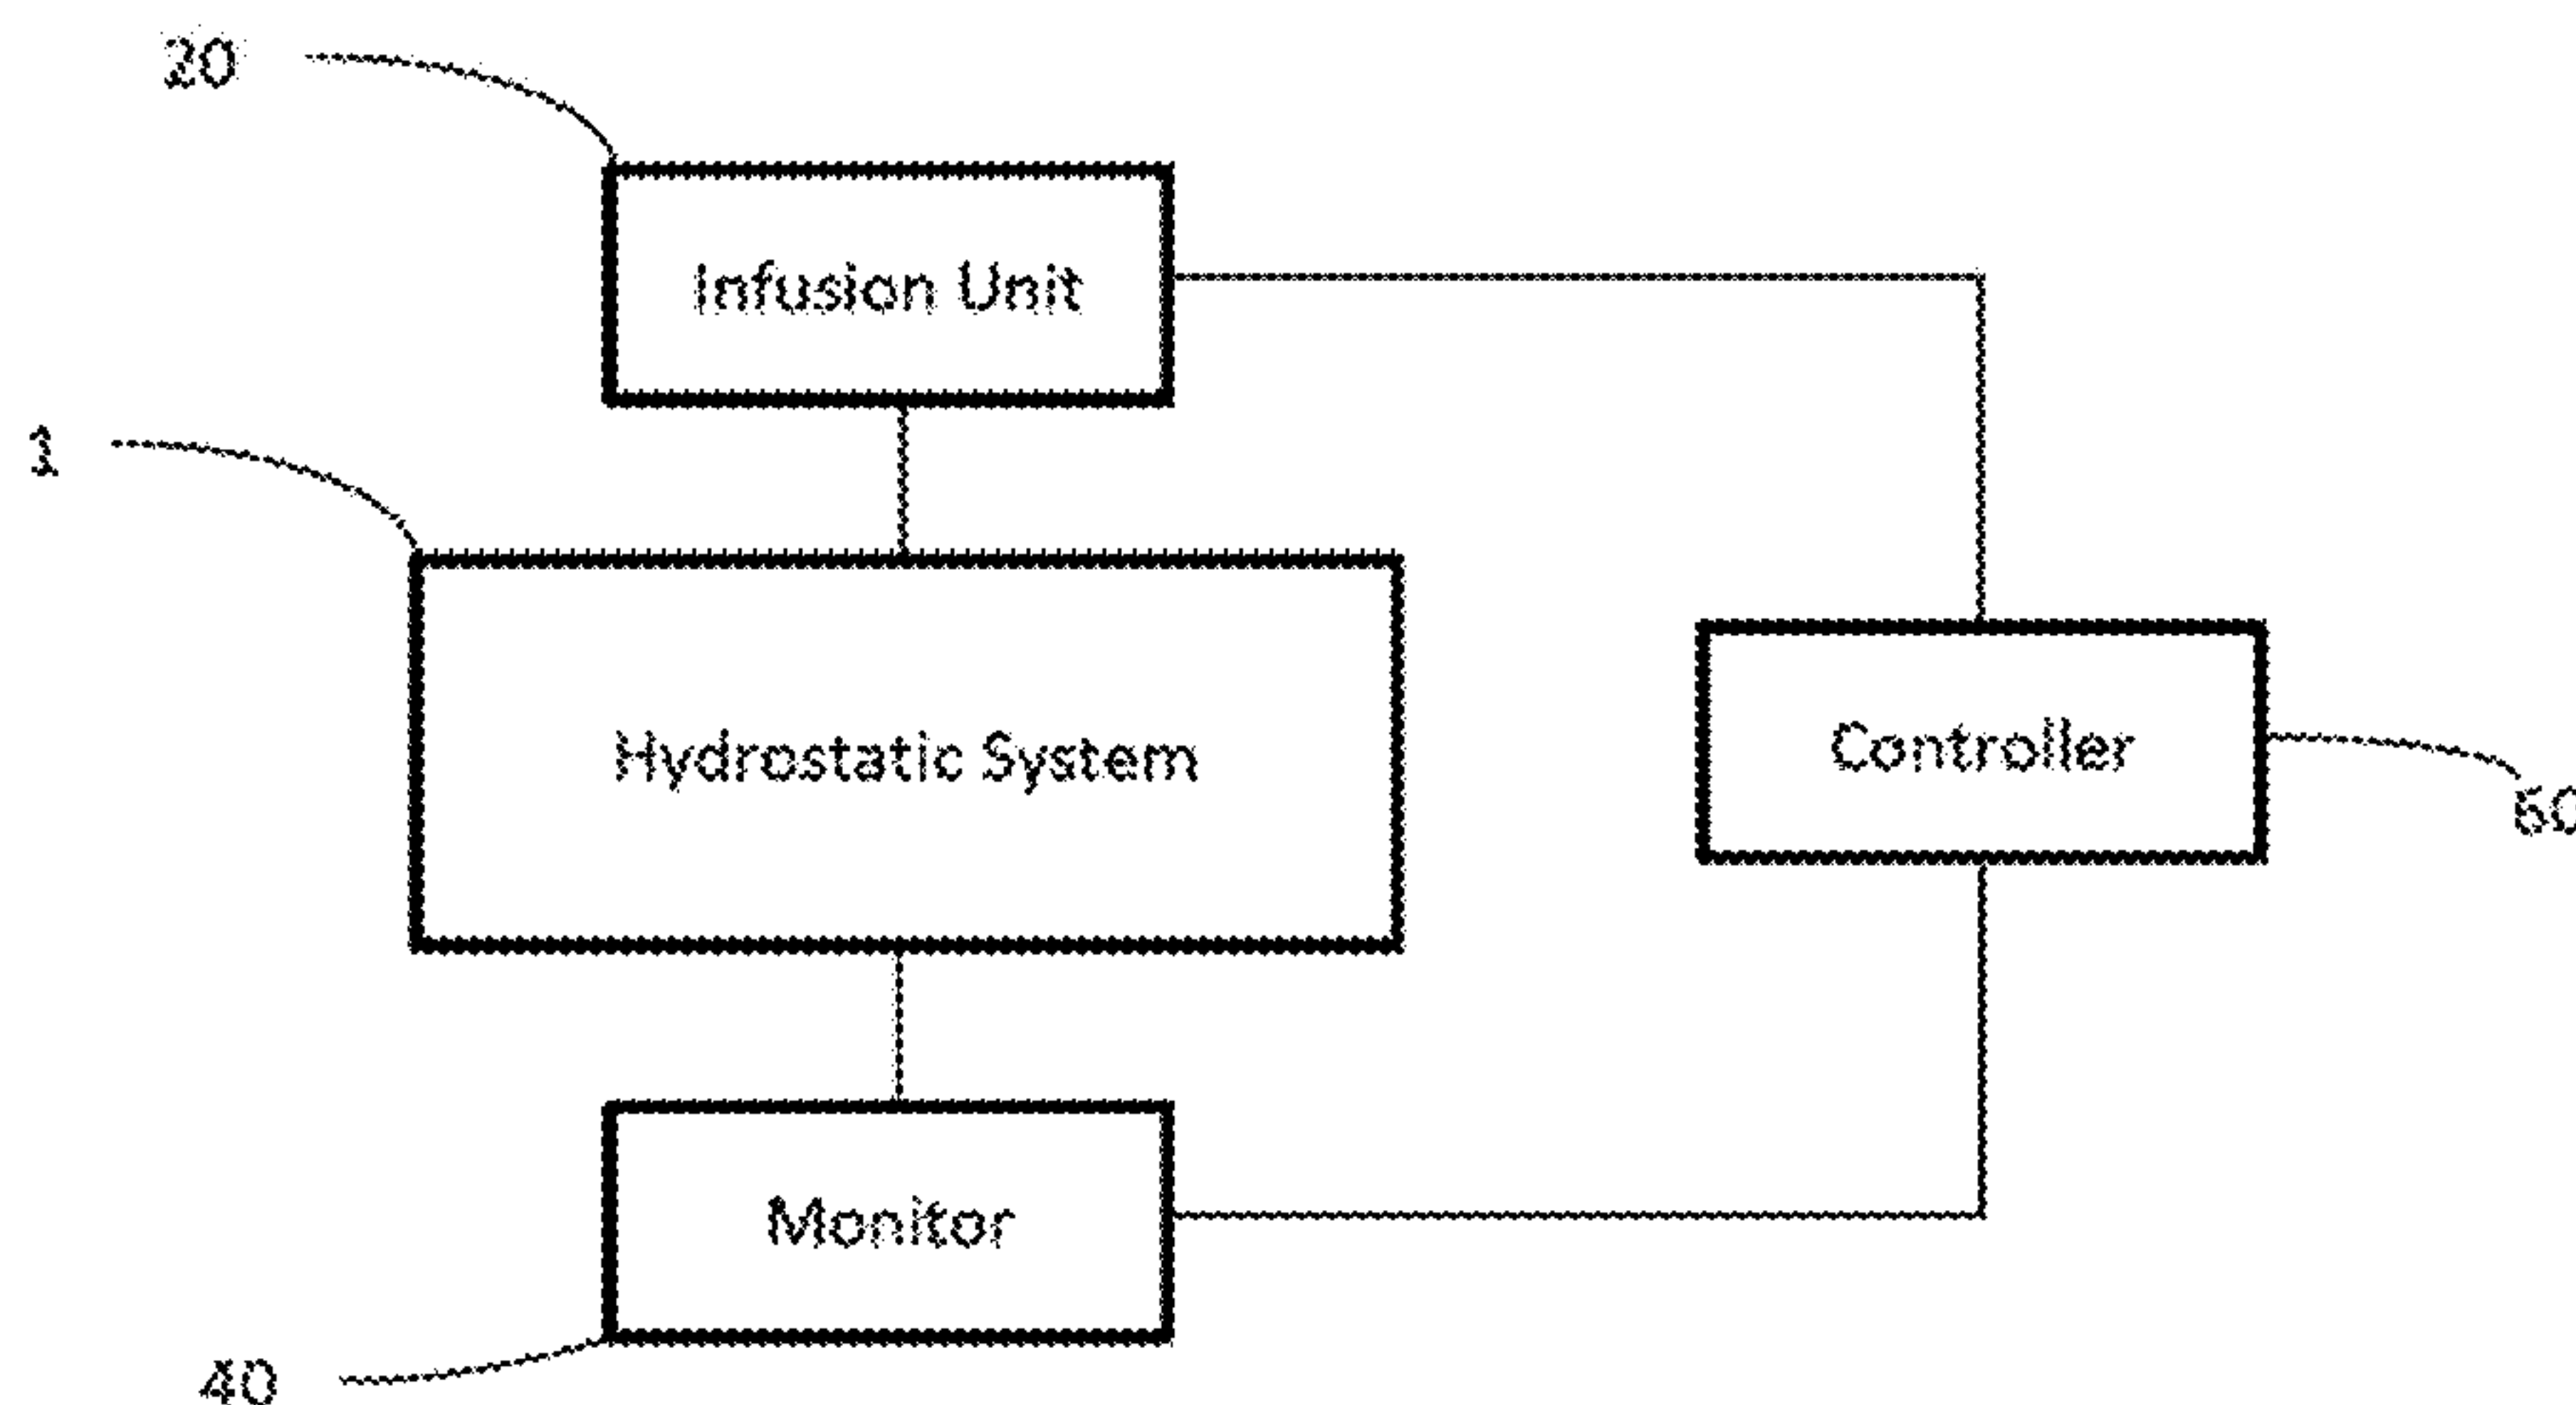 20
Infusion Unit
1
Hydrostatic System
Controller
Monitor
40